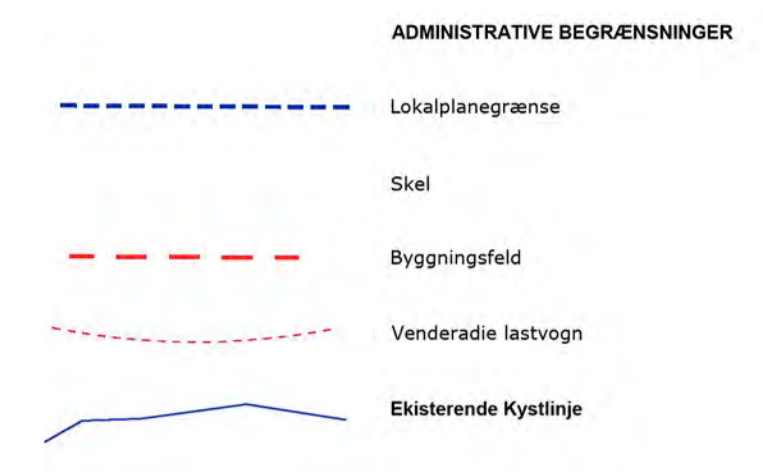 ADMINISTRATIVE BEGRÆNSNINGER
Lokalplanegrænse
Skel
Byggningsfeld
Venderadie lastvogn
Ekisterende Kystlinje